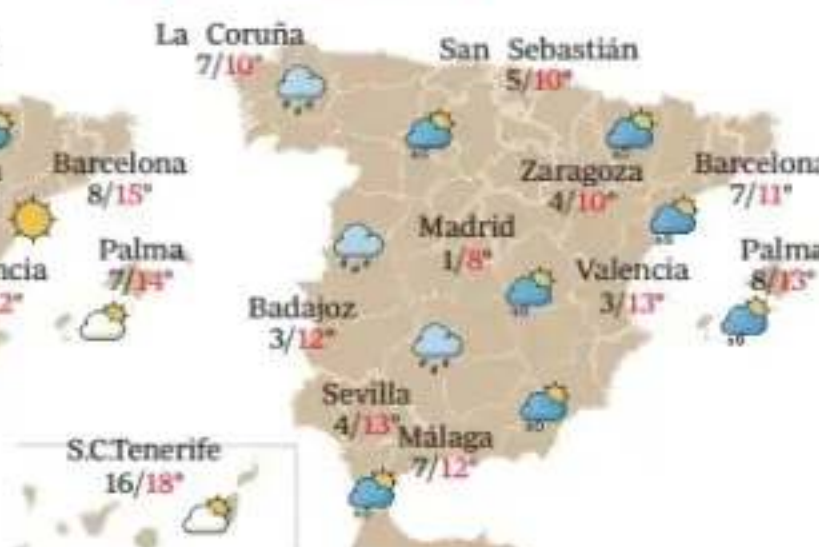 La Coruña
7/10°
San Sebastián
5/10°
Barcelona
8/15°
Zaragoza
4/10°
Barcelona
7/11°
Madrid
1/8°
Palma
7/14°
ncia
2°
Valencia
3/13°
Palma
8/13°
Badajoz
3/12°
Sevilla
4/13°
Málaga
7/12°
S.C.Tenerife
16/18°